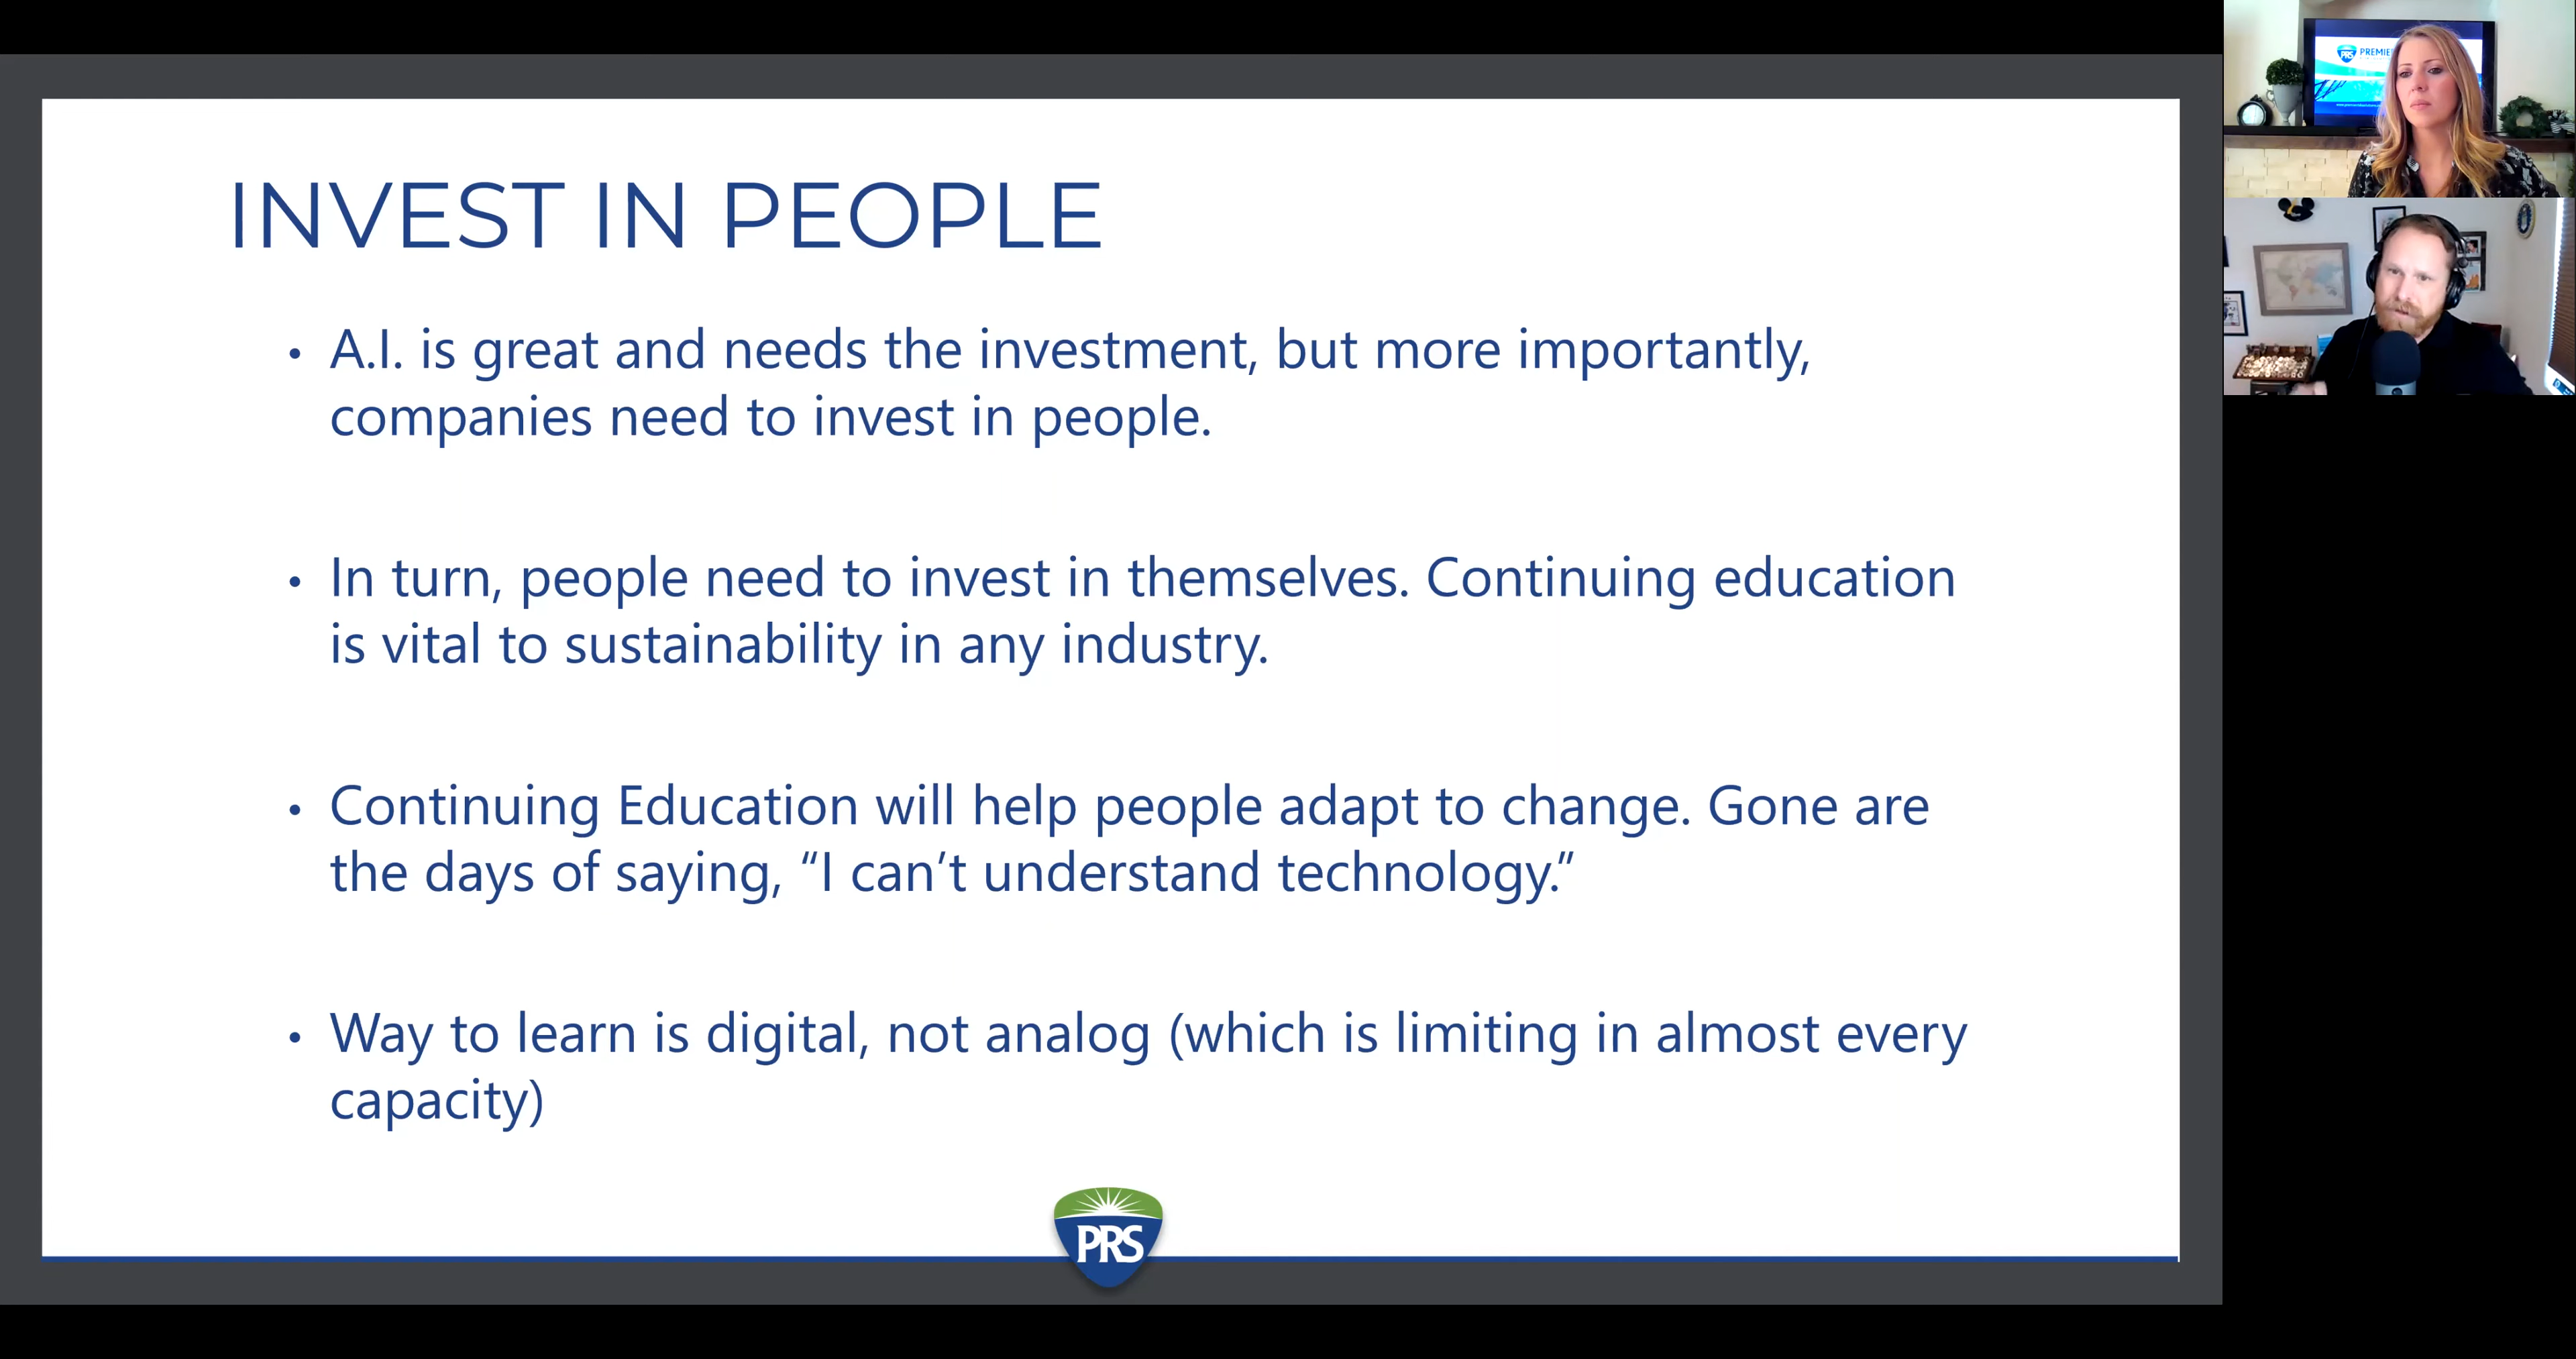 INVEST IN PEOPLE
• A.I. is great and needs the investment, but more importantly,
companies need to invest in people.
• In turn, people need to invest in themselves. Continuing education
is vital to sustainability in any industry.
• Continuing Education will help people adapt to change. Gone are
the days of saying, “I can’t understand technology.”
• Way to learn is digital, not analog (which is limiting in almost every
capacity)
PRS
PRS